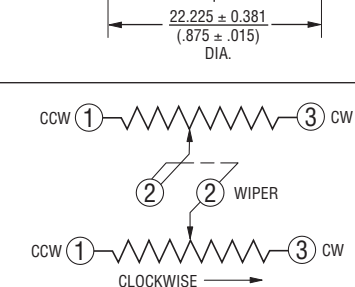 22.225 ± 0.381
(.875 ± .015)
DIA.
CCW 1 3 CW
2 2 WIPER
CCW 1 3 CW
CLOCKWISE